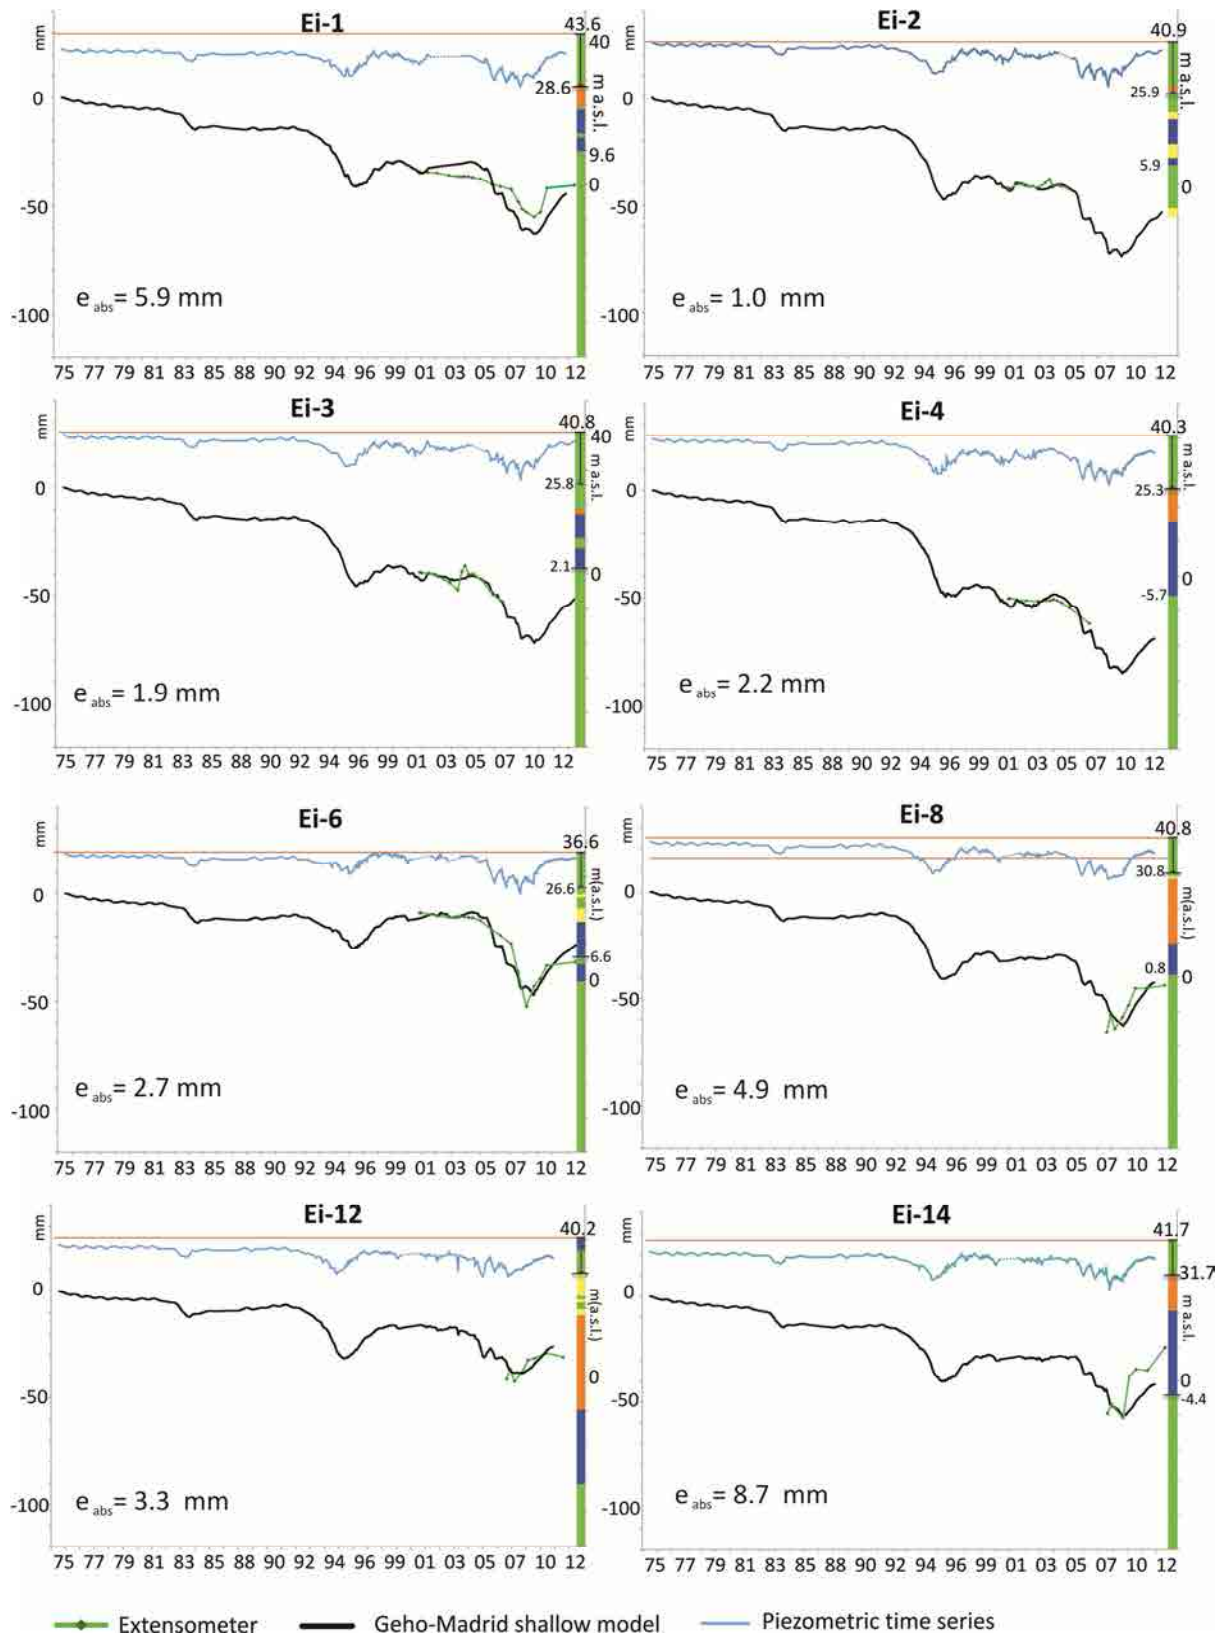 Ei-1
43.6
mm
40
m a.s.l.
28.6
0
9.6
0
-50
e abs= 5.9 mm
-100
75 77 79 81 83 85 87 90 92 94 96 99 01 03 05 07 10 12
Ei-2
40.9
25.9
m a.s.l.
5.9
0
e abs= 1.0 mm
75 77 79 81 83 85 87 90 92 94 96 99 01 03 05 07 10 12
Ei-3
40.8
mm
40
m a.s.l.
25.8
0
2.1
0
-50
e abs= 1.9 mm
-100
75 77 79 81 83 85 87 90 92 94 96 99 01 03 05 07 10 12
Ei-4
40.3
mm
m a.s.l.
25.3
0
0
-5.7
-50
e abs= 2.2 mm
-100
75 77 79 81 83 85 87 90 92 94 96 99 01 03 05 07 10 12
Ei-6
36.6
mm
26.6
m(a.s.l.)
0
6.6
0
-50
e abs= 2.7 mm
-100
75 77 79 81 83 85 87 90 92 94 96 99 01 03 05 07 10 12
Ei-8
40.8
mm
30.8
m(a.s.l.)
0
0.8
0
-50
e abs= 4.9 mm
-100
75 77 79 81 83 85 87 90 92 94 96 99 01 03 05 07 10 12
Ei-12
40.2
mm
m(a.s.l.)
0
0
-50
e abs= 3.3 mm
-100
75 77 79 81 83 85 87 90 92 94 96 99 01 03 05 07 10 12
Ei-14
41.7
mm
31.7
m a.s.l.
0
0
-4.4
-50
e abs= 8.7 mm
-100
75 77 79 81 83 85 87 90 92 94 96 99 01 03 05 07 10 12
Extensometer Geho-Madrid shallow model Piezometric time series